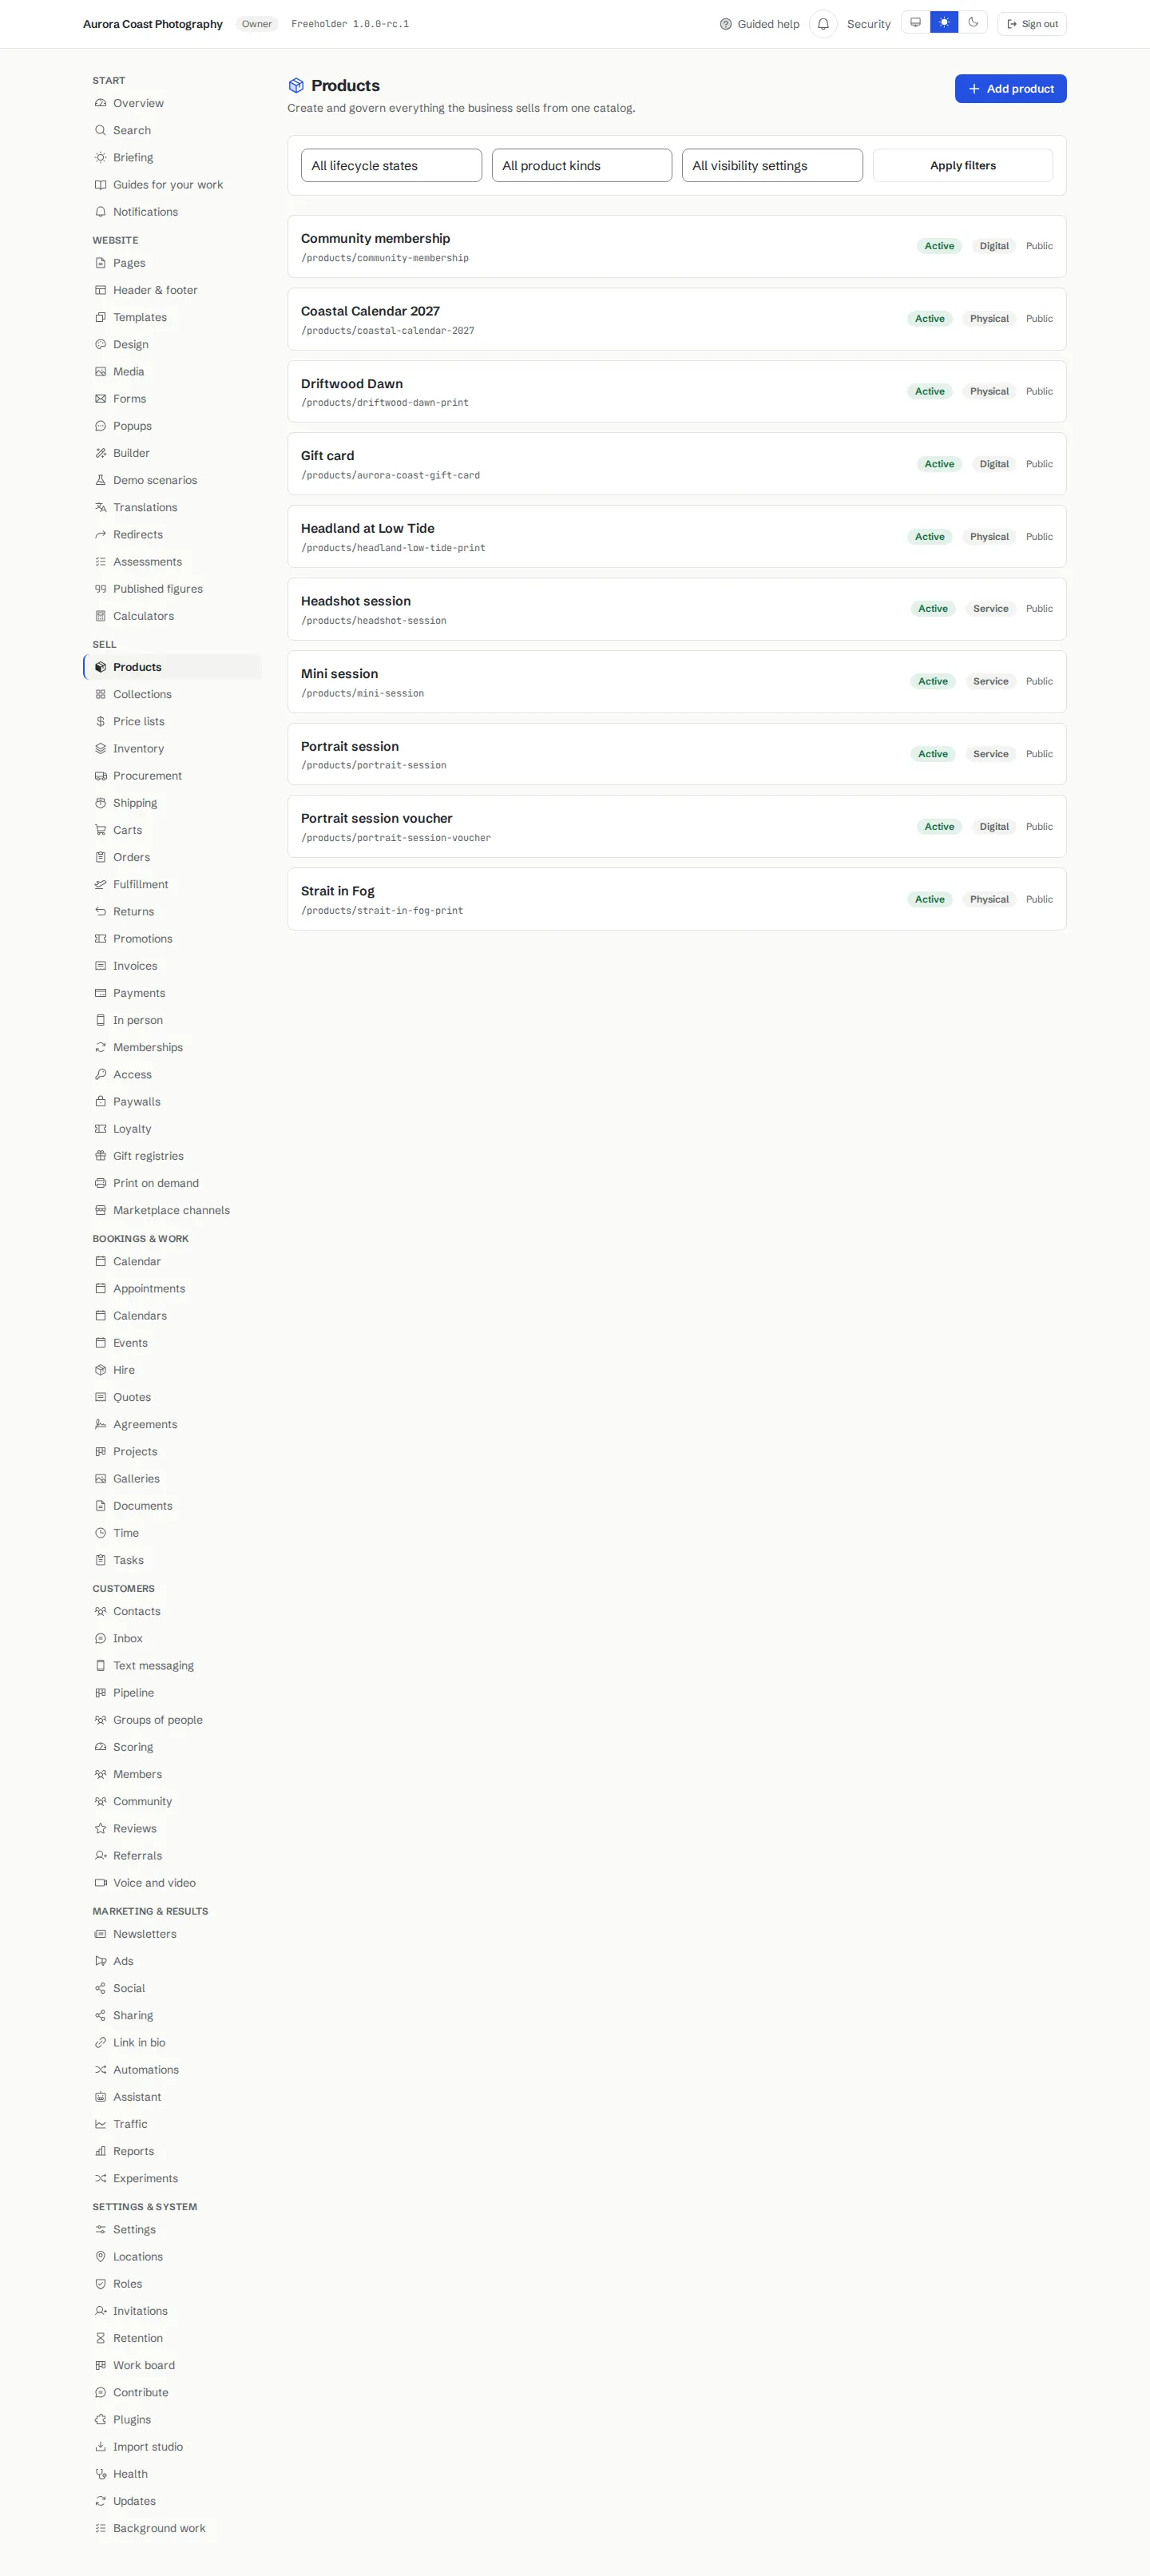 Aurora Coast Photography Owner Freeholder 1.0.0-rc.1 Guided help Security Sign out
START
Overview
Search
Briefing
Guides for your work
Notifications
WEBSITE
Pages
Header & footer
Templates
Design
Media
Forms
Popups
Builder
Demo scenarios
Translations
Redirects
Assessments
Published figures
Calculators
SELL
Products
Collections
Price lists
Inventory
Procurement
Shipping
Carts
Orders
Fulfillment
Returns
Promotions
Invoices
Payments
In person
Memberships
Access
Paywalls
Loyalty
Gift registries
Print on demand
Marketplace channels
BOOKINGS & WORK
Calendar
Appointments
Calendars
Events
Hire
Quotes
Agreements
Projects
Galleries
Documents
Time
Tasks
CUSTOMERS
Contacts
Inbox
Text messaging
Pipeline
Groups of people
Scoring
Members
Community
Reviews
Referrals
Voice and video
MARKETING & RESULTS
Newsletters
Ads
Social
Sharing
Link in bio
Automations
Assistant
Traffic
Reports
Experiments
SETTINGS & SYSTEM
Settings
Locations
Roles
Invitations
Retention
Work board
Contribute
Plugins
Import studio
Health
Updates
Background work
Products
Create and govern everything the business sells from one catalog.
Add product
All lifecycle states All product kinds All visibility settings Apply filters
Community membership
/products/community-membership
Active Digital Public
Coastal Calendar 2027
/products/coastal-calendar-2027
Active Physical Public
Driftwood Dawn
/products/driftwood-dawn-print
Active Physical Public
Gift card
/products/aurora-coast-gift-card
Active Digital Public
Headland at Low Tide
/products/headland-low-tide-print
Active Physical Public
Headshot session
/products/headshot-session
Active Service Public
Mini session
/products/mini-session
Active Service Public
Portrait session
/products/portrait-session
Active Service Public
Portrait session voucher
/products/portrait-session-voucher
Active Digital Public
Strait in Fog
/products/strait-in-fog-print
Active Physical Public